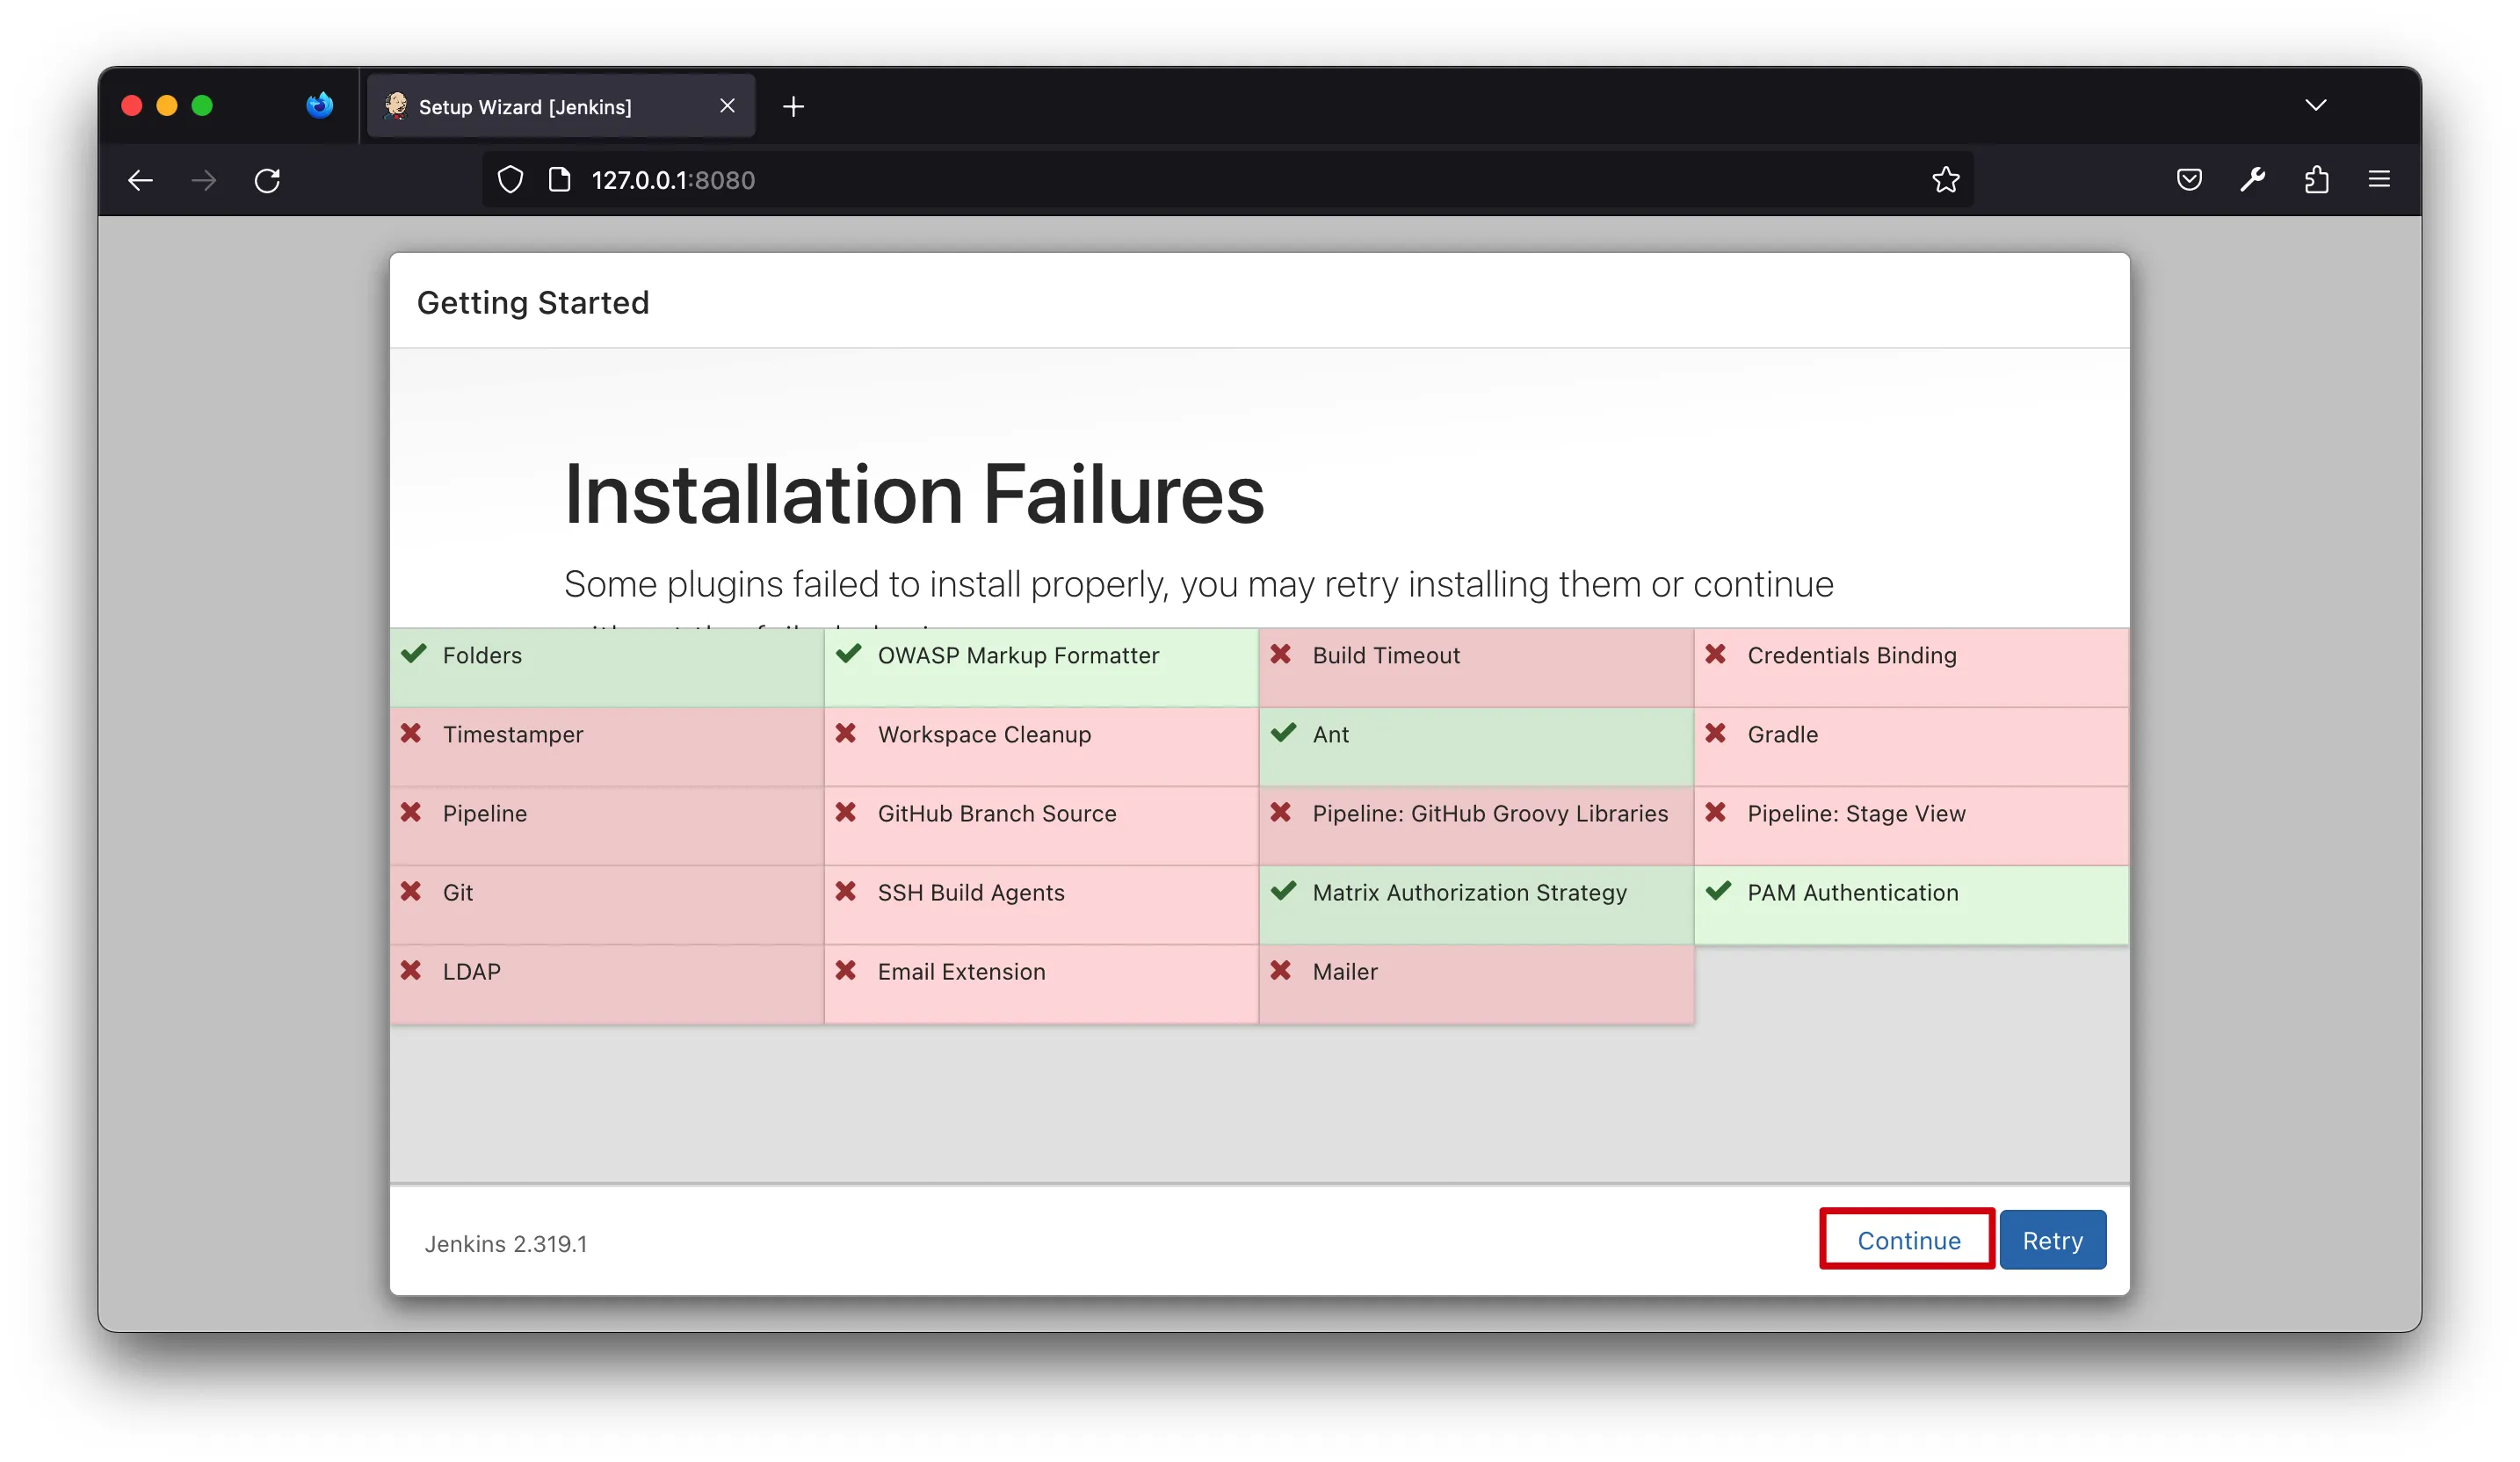 Setup Wizard [Jenkins]
127.0.0.1:8080
Getting Started
Installation Failures
Some plugins failed to install properly, you may retry installing them or continue
Folders
OWASP Markup Formatter
Build Timeout
Credentials Binding
Timestamper
Workspace Cleanup
Ant
Gradle
Pipeline
GitHub Branch Source
Pipeline: GitHub Groovy Libraries
Pipeline: Stage View
Git
SSH Build Agents
Matrix Authorization Strategy
PAM Authentication
LDAP
Email Extension
Mailer
Jenkins 2.319.1
Continue
Retry